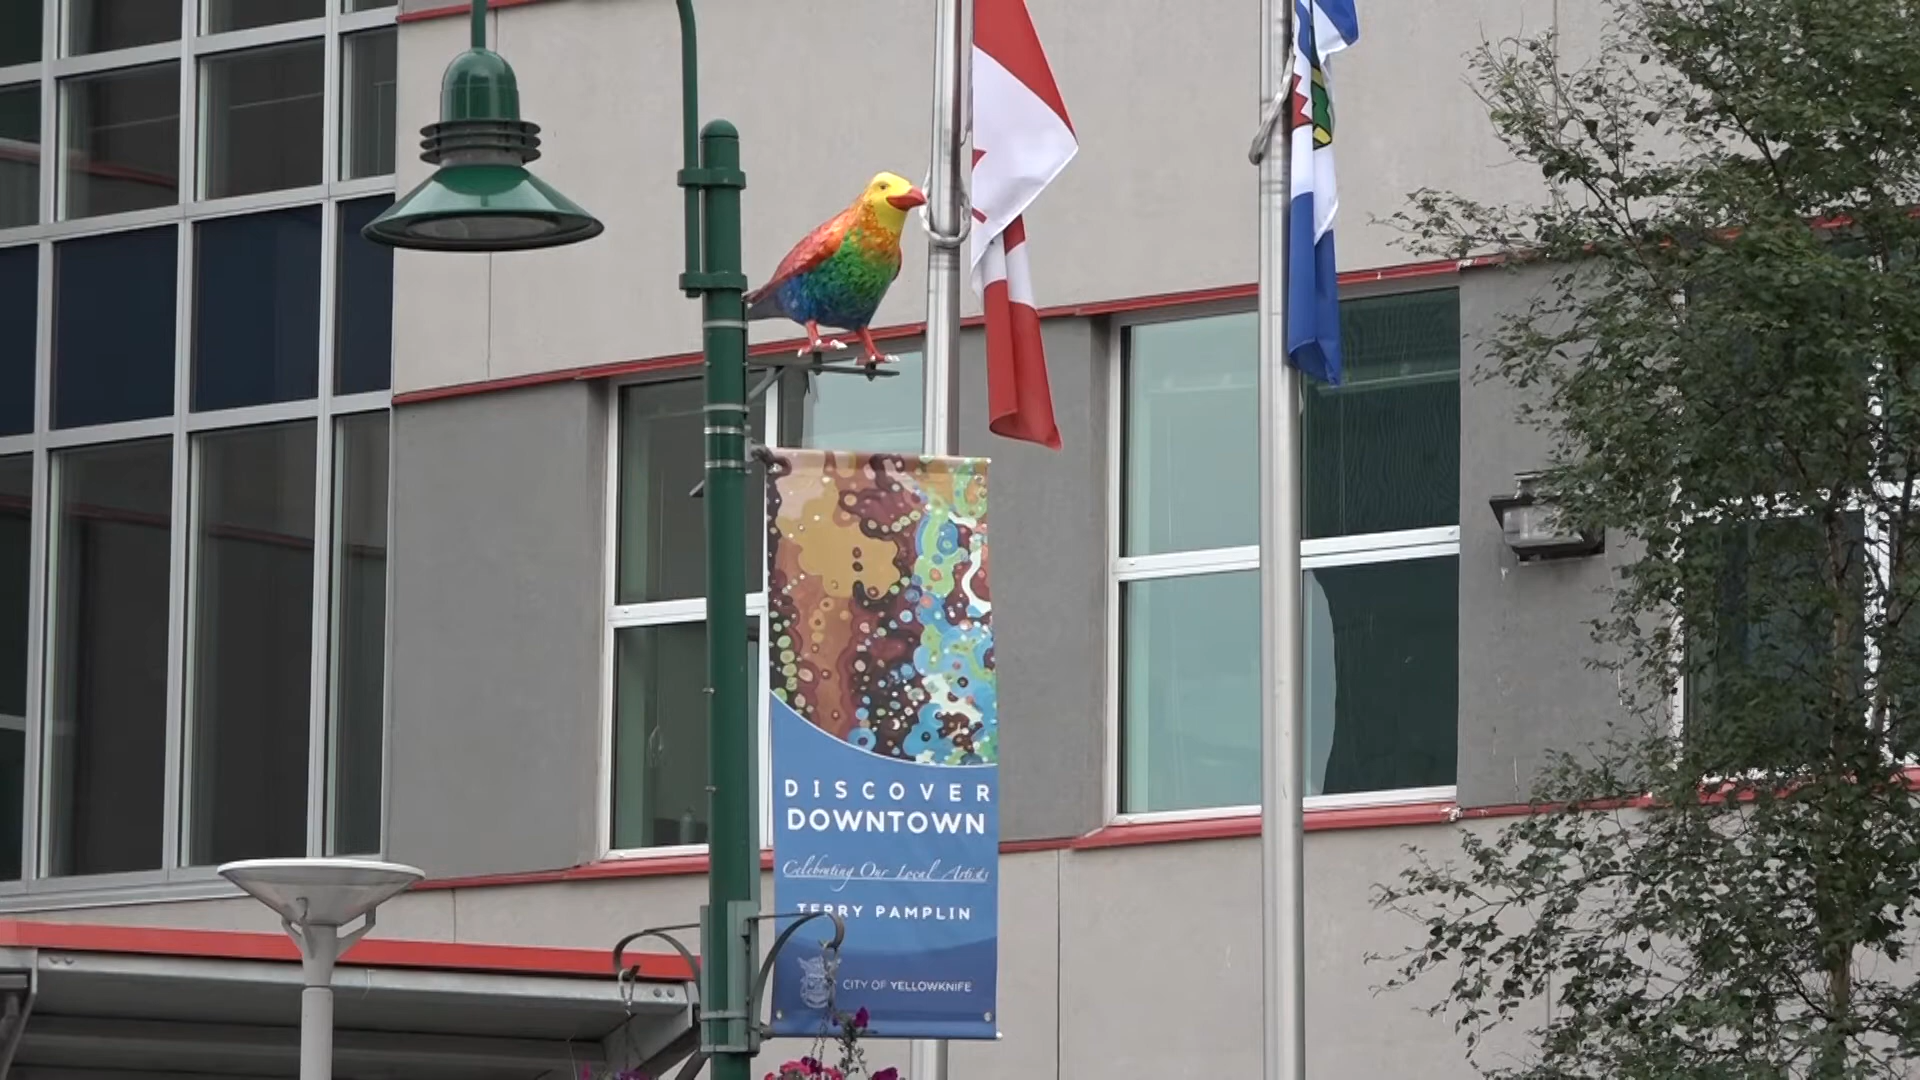 DISCOVER
DOWNTOWN
Celebrating Our Local Artists
TERRY PAMPLIN
CITY OF YELLOWKNIFE